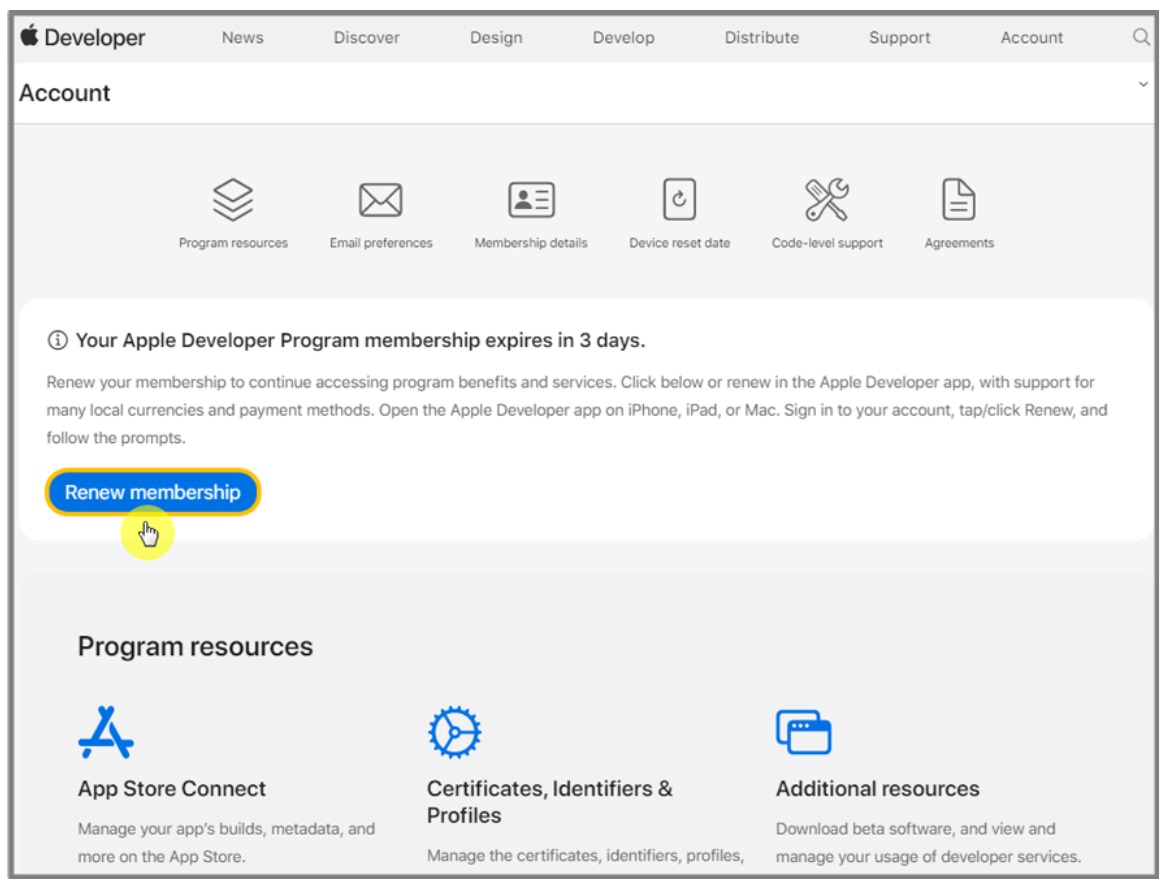 Developer News Discover Design Develop Distribute Support Account
Account
Program resources Email preferences Membership details Device reset date Code-level support Agreements
Your Apple Developer Program membership expires in 3 days.
Renew your membership to continue accessing program benefits and services. Click below or renew in the Apple Developer app, with support for
many local currencies and payment methods. Open the Apple Developer app on iPhone, iPad, or Mac. Sign in to your account, tap/click Renew, and
follow the prompts.
Renew membership
Program resources
App Store Connect
Manage your app's builds, metadata, and
more on the App Store.
Certificates, Identifiers &
Profiles
Manage the certificates, identifiers, profiles,
Additional resources
Download beta software, and view and
manage your usage of developer services.